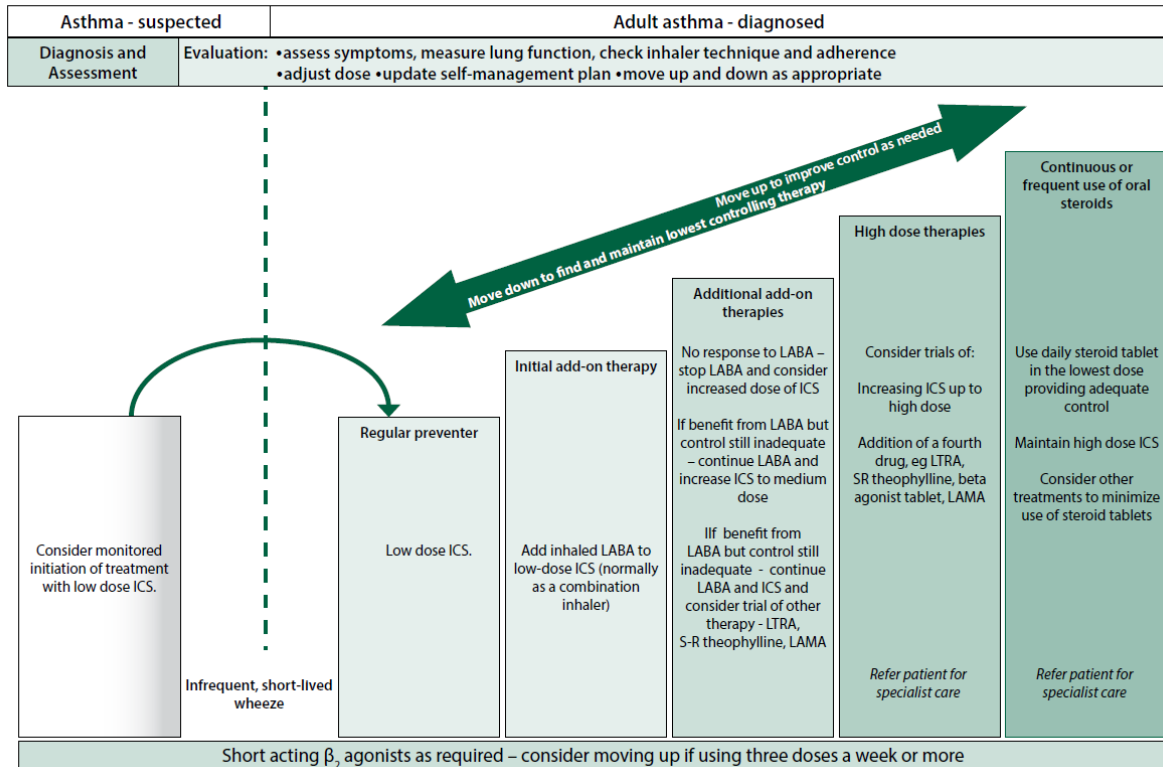 Asthma - suspected
Adult asthma - diagnosed
Diagnosis and
Assessment
Evaluation: •assess symptoms, measure lung function, check inhaler technique and adherence
•adjust dose •update self-management plan •move up and down as appropriate
Move up to improve control as needed
Move down to find and maintain lowest controlling therapy
Consider monitored
initiation of treatment
with low dose ICS.
Infrequent, short-lived
wheeze
Regular preventer
Low dose ICS.
Initial add-on therapy
Add inhaled LABA to
low-dose ICS (normally
as a combination
inhaler)
Additional add-on
therapies
No response to LABA –
stop LABA and consider
increased dose of ICS
If benefit from LABA but
control still inadequate
– continue LABA and
increase ICS to medium
dose
IIf benefit from
LABA but control still
inadequate - continue
LABA and ICS and
consider trial of other
therapy - LTRA,
S-R theophylline, LAMA
High dose therapies
Consider trials of:
Increasing ICS up to
high dose
Addition of a fourth
drug, eg LTRA,
SR theophylline, beta
agonist tablet, LAMA
Refer patient for
specialist care
Continuous or
frequent use of oral
steroids
Use daily steroid tablet
in the lowest dose
providing adequate
control
Maintain high dose ICS
Consider other
treatments to minimize
use of steroid tablets
Refer patient for
specialist care
Short acting β₂ agonists as required – consider moving up if using three doses a week or more